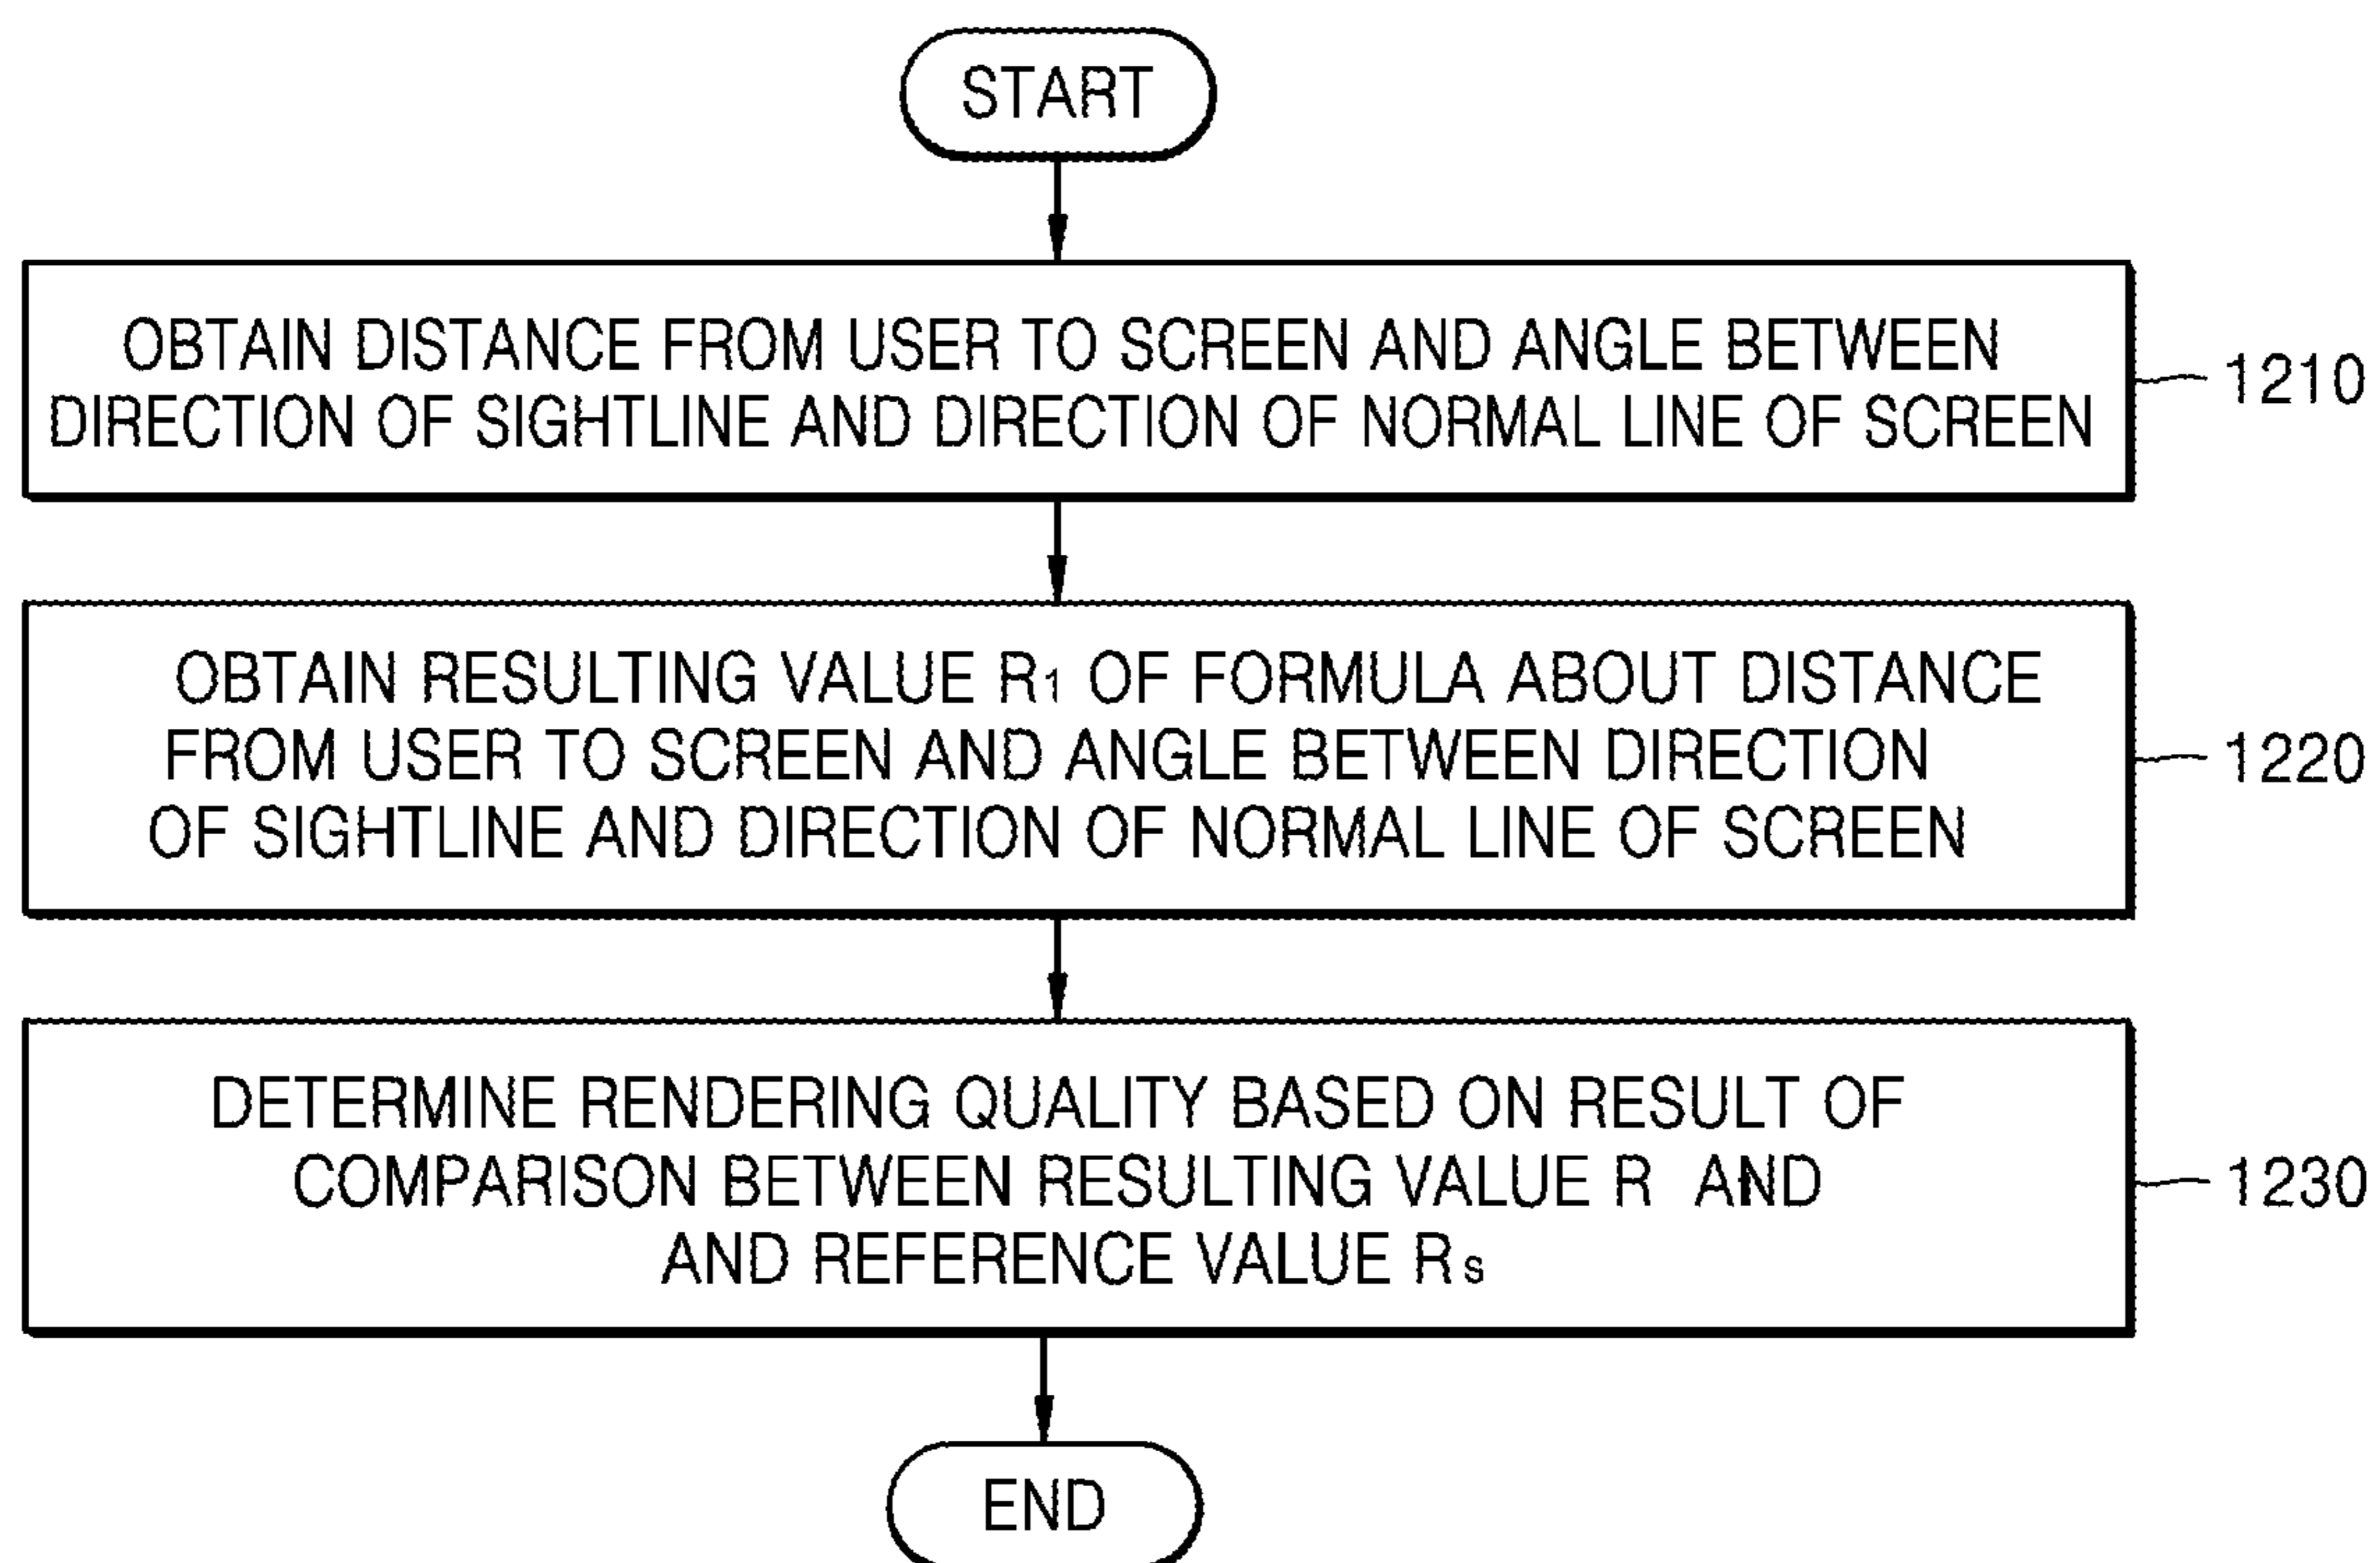 START
OBTAIN DISTANCE FROM USER TO SCREEN AND ANGLE BETWEEN
DIRECTION OF SIGHTLINE AND DIRECTION OF NORMAL LINE OF SCREEN
1210
OBTAIN RESULTING VALUE R1 OF FORMULA ABOUT DISTANCE
FROM USER TO SCREEN AND ANGLE BETWEEN DIRECTION
OF SIGHTLINE AND DIRECTION OF NORMAL LINE OF SCREEN
1220
DETERMINE RENDERING QUALITY BASED ON RESULT OF
COMPARISON BETWEEN RESULTING VALUE R AND
AND REFERENCE VALUE Rs
1230
END